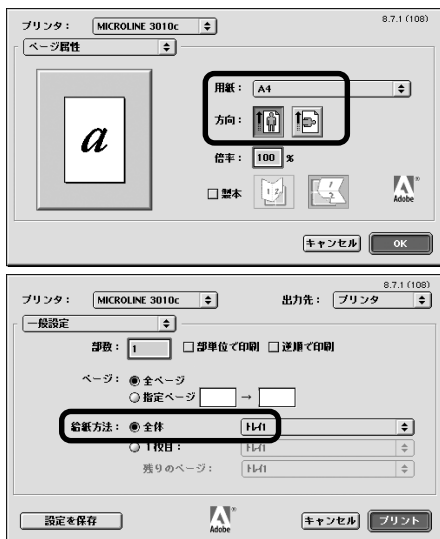 8.7.1 (108)
プリンタ： MICROLINE 3010c
ページ属性
用紙： A4
方向：
a
倍率： 100 %
製本 1 2
Adobe
キャンセル OK
8.7.1 (108)
プリンタ： MICROLINE 3010c 出力先： プリンタ
一般設定
部数： 1 部単位で印刷 逆順で印刷
ページ： 全ページ
指定ページ →
給紙方法： 全体 トレイ1
1枚目： トレイ1
残りのページ： トレイ1
設定を保存 Adobe キャンセル プリント